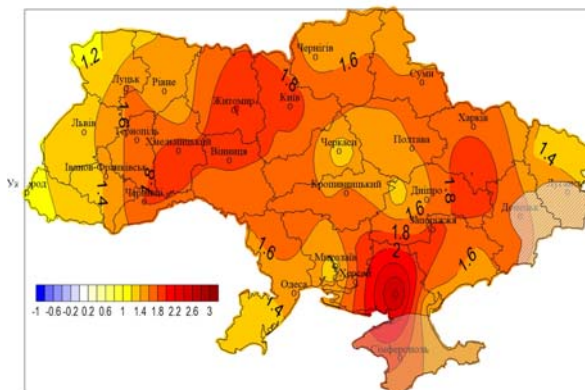 1.2
Чернігів
1.6
Суми
Луцьк
Рівне
1.8
Житомир
Київ
1.6
Харків
Львів
Тернопіль
Хмельницький
Черкаси
Полтава
1.4
Вінниця
Івано-Франківськ
Кропивницький
Дніпро
1.8
1.4
Чернівці
1.6
Донецьк
1.8
Запоріжжя
1.6
2
1.6
Миколаїв
Херсон
Одеса
1.4
-1 -0.6 -0.2 0.2 0.6 1 1.4 1.8 2.2 2.6 3
Сімферополь